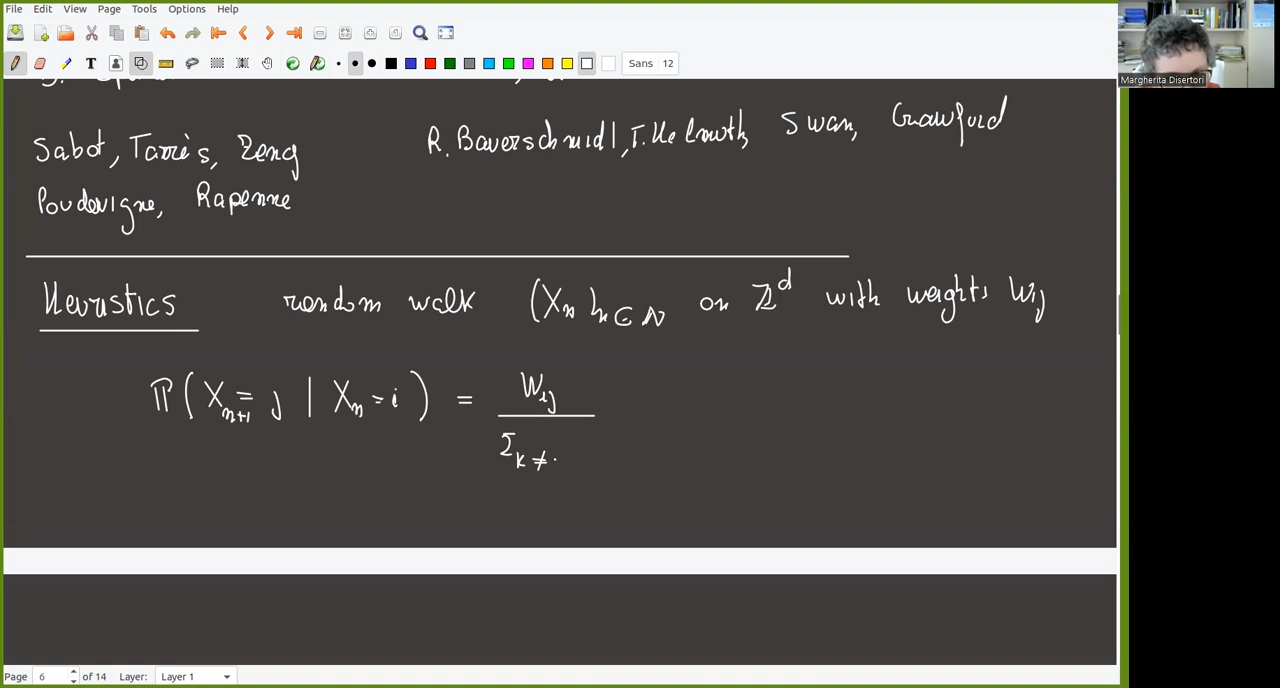 File Edit View Page Tools Options Help
Sans 12
Margherita Disertori
Sabot, Tarrès, Zeng R. Bauerschmidt, T. Helmuth, Swan, Crawford
Poudevigne, Rapenne
Heuristics random walk (Xₙ)ₙ∈ℕ on ℤᵈ with weights Wᵢⱼ
ℙ(Xₙ₊₁ = j | Xₙ = i) = Wᵢⱼ / Σ_{k≠.
Page 6 of 14 Layer: Layer 1